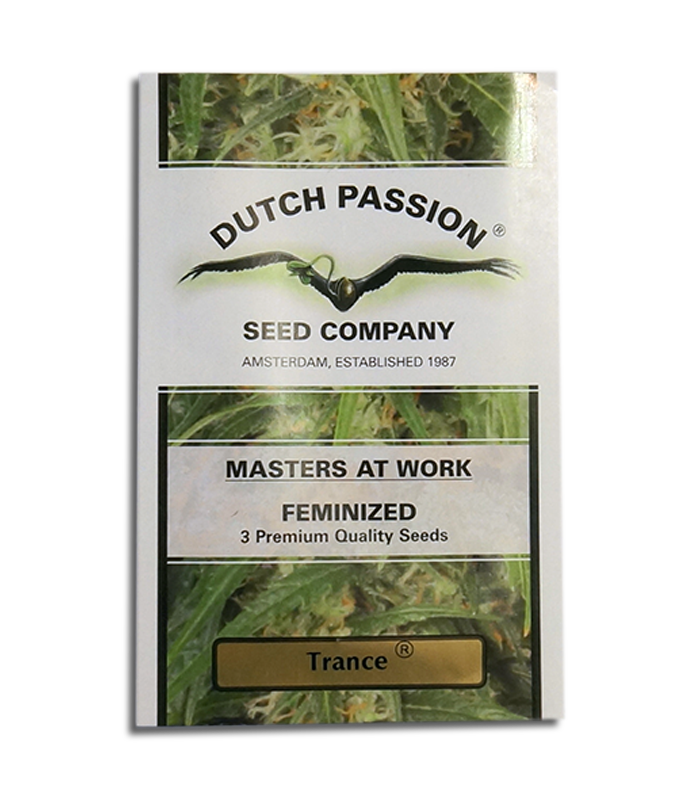 DUTCH PASSION®
SEED COMPANY
AMSTERDAM, ESTABLISHED 1987
MASTERS AT WORK
FEMINIZED
3 Premium Quality Seeds
Trance®